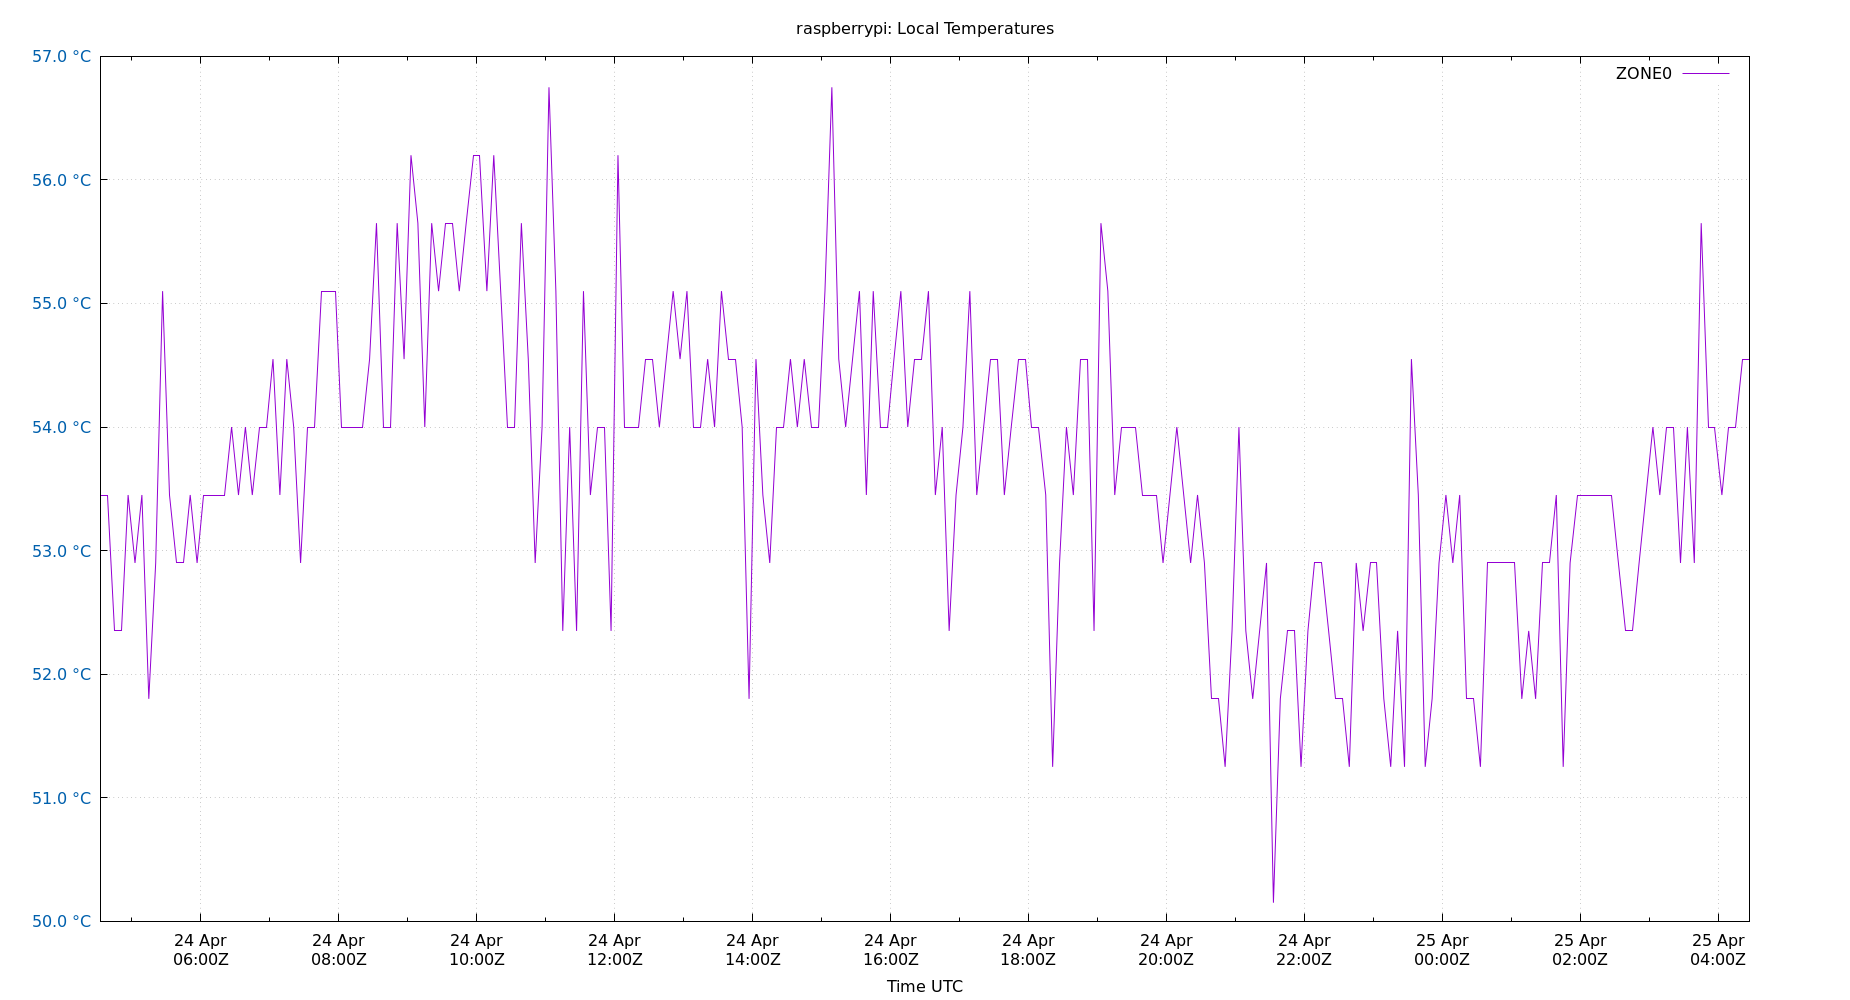 raspberrypi: Local Temperatures
57.0 °C
ZONE0
56.0 °C
55.0 °C
54.0 °C
53.0 °C
52.0 °C
51.0 °C
50.0 °C
24 Apr 24 Apr 24 Apr 24 Apr 24 Apr 24 Apr 24 Apr 24 Apr 24 Apr 25 Apr 25 Apr 25 Apr
06:00Z 08:00Z 10:00Z 12:00Z 14:00Z 16:00Z 18:00Z 20:00Z 22:00Z 00:00Z 02:00Z 04:00Z
Time UTC